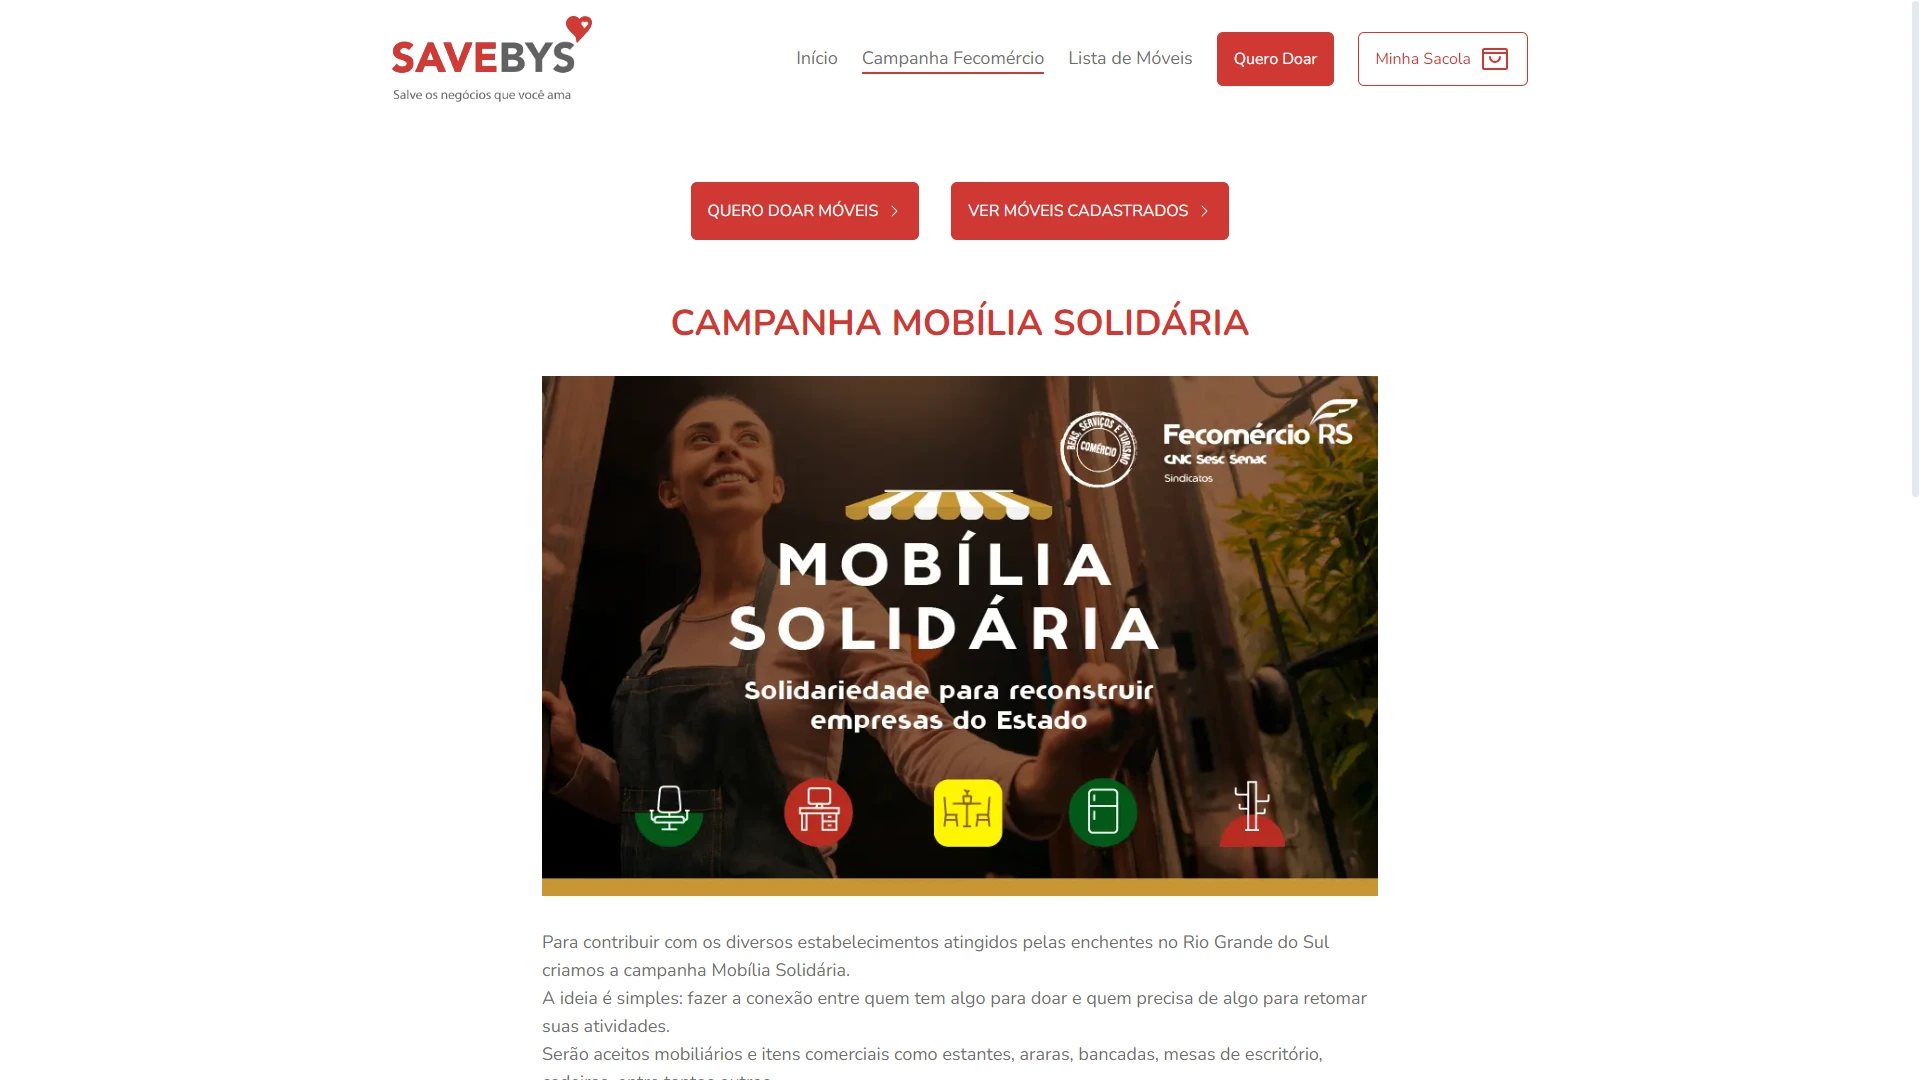 SAVEBYS
Salve os negócios que você ama
Início
Campanha Fecomércio
Lista de Móveis
Quero Doar
Minha Sacola
QUERO DOAR MÓVEIS
VER MÓVEIS CADASTRADOS
CAMPANHA MOBÍLIA SOLIDÁRIA
BENS, SERVIÇOS E TURISMO
COMÉRCIO
Fecomércio RS
CNC Sesc Senac
Sindicatos
MOBÍLIA
SOLIDÁRIA
Solidariedade para reconstruir
empresas do Estado
Para contribuir com os diversos estabelecimentos atingidos pelas enchentes no Rio Grande do Sul
criamos a campanha Mobília Solidária.
A ideia é simples: fazer a conexão entre quem tem algo para doar e quem precisa de algo para retomar
suas atividades.
Serão aceitos mobiliários e itens comerciais como estantes, araras, bancadas, mesas de escritório,